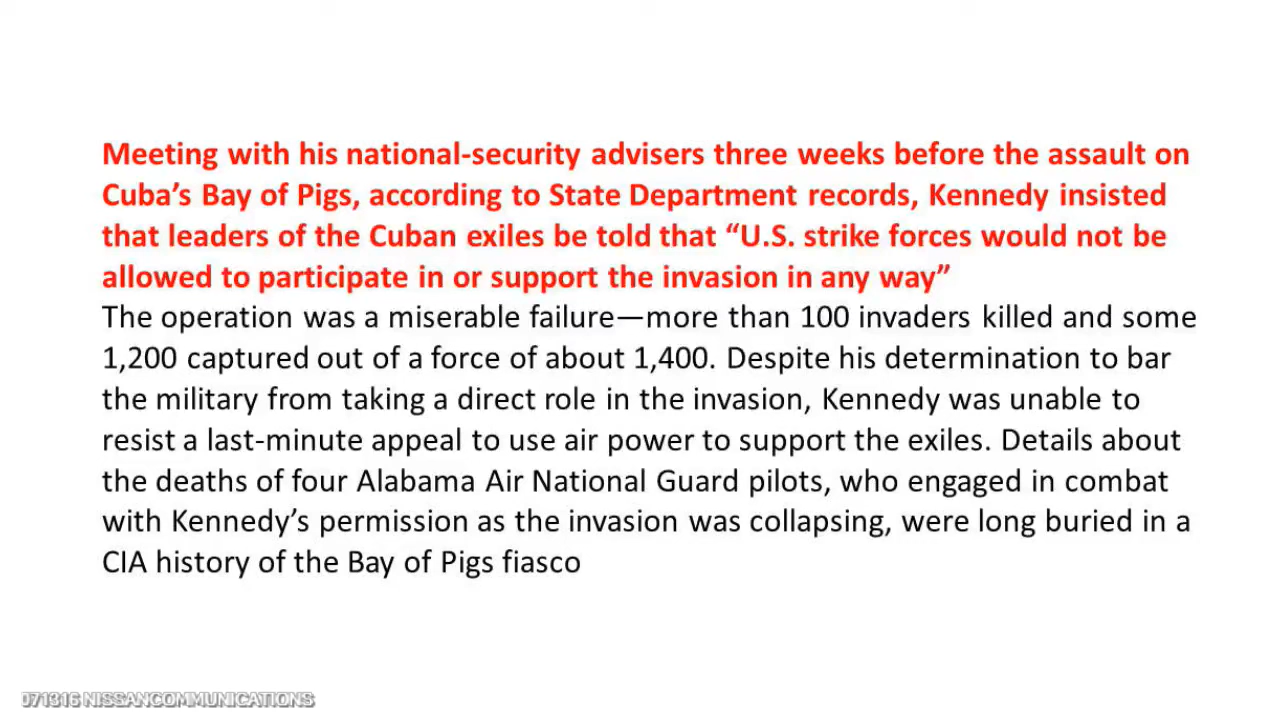 Meeting with his national-security advisers three weeks before the assault on
Cuba’s Bay of Pigs, according to State Department records, Kennedy insisted
that leaders of the Cuban exiles be told that “U.S. strike forces would not be
allowed to participate in or support the invasion in any way”
The operation was a miserable failure—more than 100 invaders killed and some
1,200 captured out of a force of about 1,400. Despite his determination to bar
the military from taking a direct role in the invasion, Kennedy was unable to
resist a last-minute appeal to use air power to support the exiles. Details about
the deaths of four Alabama Air National Guard pilots, who engaged in combat
with Kennedy’s permission as the invasion was collapsing, were long buried in a
CIA history of the Bay of Pigs fiasco
071316 NISSANCOMMUNICATIONS